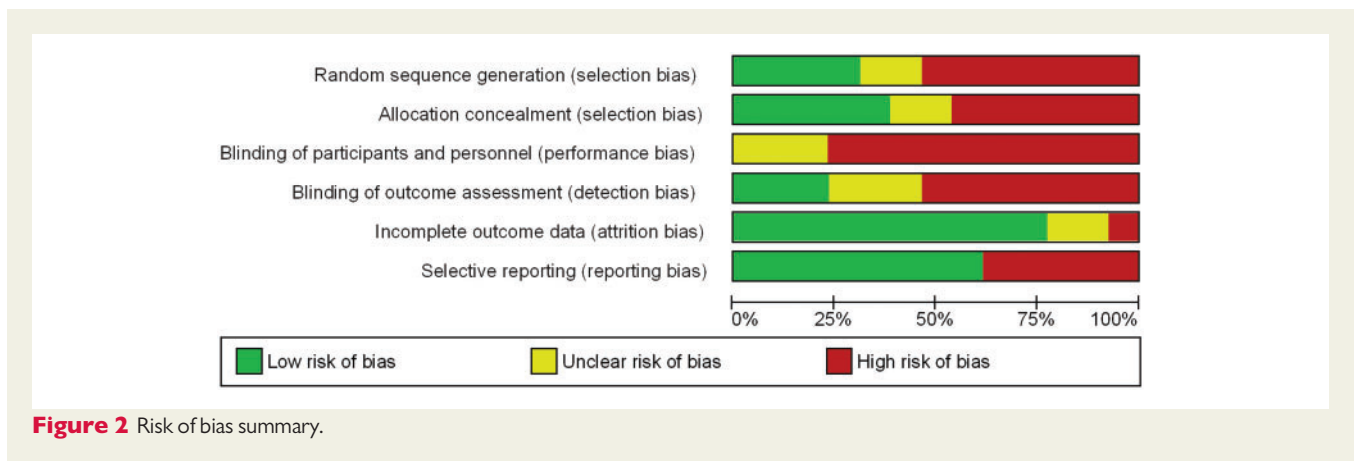 Random sequence generation (selection bias)
Allocation concealment (selection bias)
Blinding of participants and personnel (performance bias)
Blinding of outcome assessment (detection bias)
Incomplete outcome data (attrition bias)
Selective reporting (reporting bias)
0% 25% 50% 75% 100%
Low risk of bias Unclear risk of bias High risk of bias
Figure 2 Risk of bias summary.